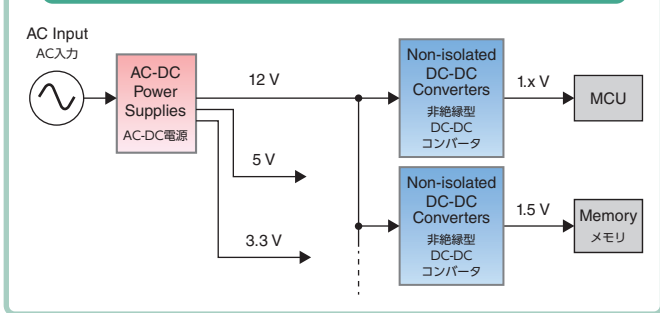 AC Input
AC入力
AC-DC
Power
Supplies
AC-DC電源
12 V
5 V
3.3 V
Non-isolated
DC-DC
Converters
非絶縁型
DC-DC
コンバータ
1.x V
MCU
Non-isolated
DC-DC
Converters
非絶縁型
DC-DC
コンバータ
1.5 V
Memory
メモリ